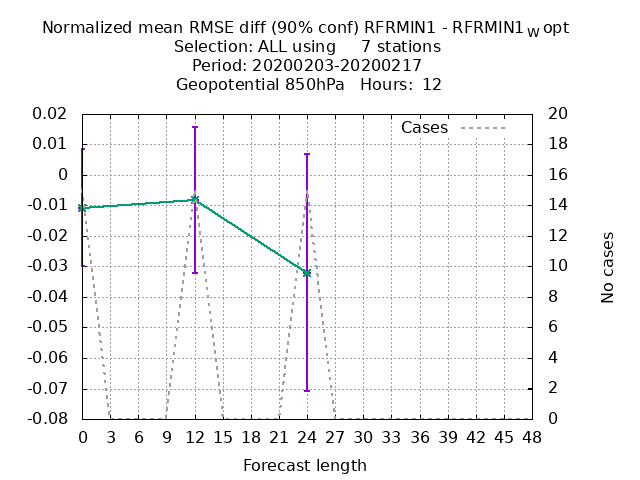 Normalized mean RMSE diff (90% conf) RFRMIN1 - RFRMIN1W opt
Selection: ALL using 7 stations
Period: 20200203-20200217
Geopotential 850hPa Hours: 12
0.02
0.01
0
-0.01
-0.02
-0.03
-0.04
-0.05
-0.06
-0.07
-0.08
Cases
20
18
16
14
12
10
8
6
4
2
0
No cases
0 3 6 9 12 15 18 21 24 27 30 33 36 39 42 45 48
Forecast length